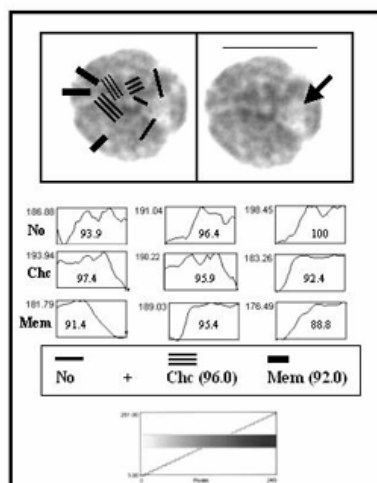 186.88 191.04 198.45
No 93.9 96.4 100
193.94 190.22 183.26
Chc 97.4 95.9 92.4
181.79 189.03 176.49
Mem 91.4 95.4 88.8
No + Chc (96.0) Mem (92.0)
0